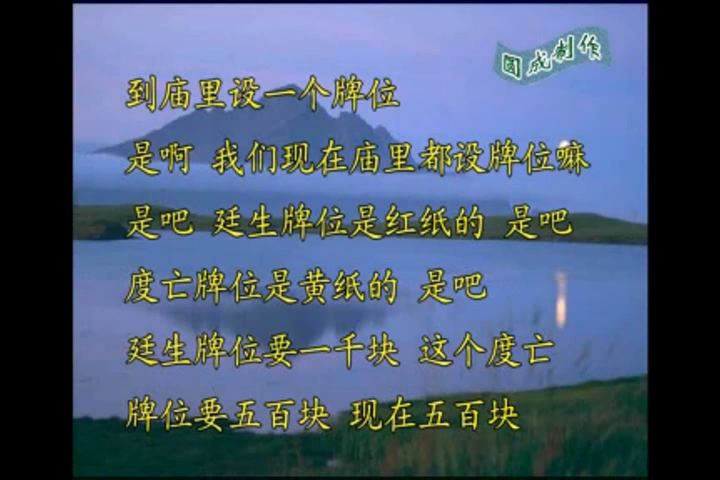 圆成制作
到庙里设一个牌位
是啊 我们现在庙里都设牌位嘛
是吧 廷生牌位是红纸的 是吧
度亡牌位是黄纸的 是吧
廷生牌位要一千块 这个度亡
牌位要五百块 现在五百块